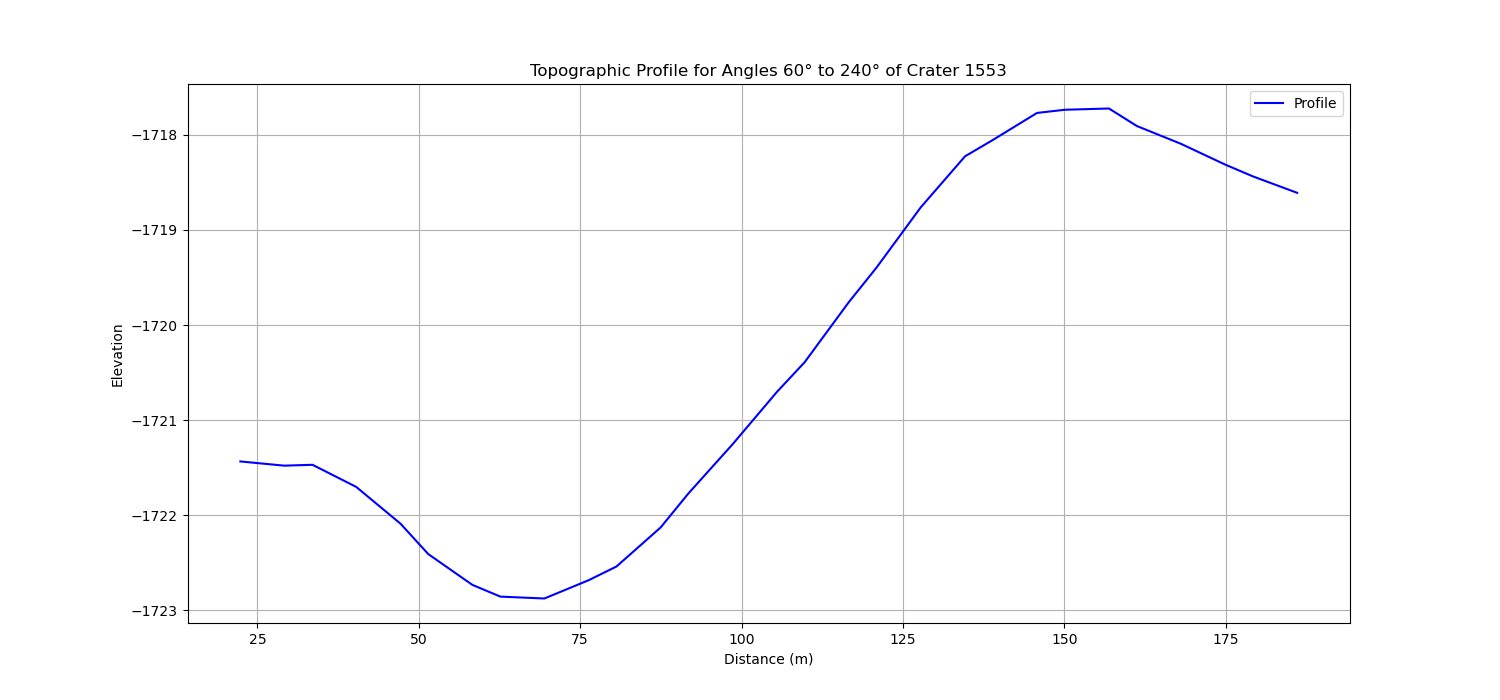 Topographic Profile for Angles 60° to 240° of Crater 1553
Profile
−1718
−1719
−1720
−1721
−1722
−1723
Elevation
25 50 75 100 125 150 175
Distance (m)